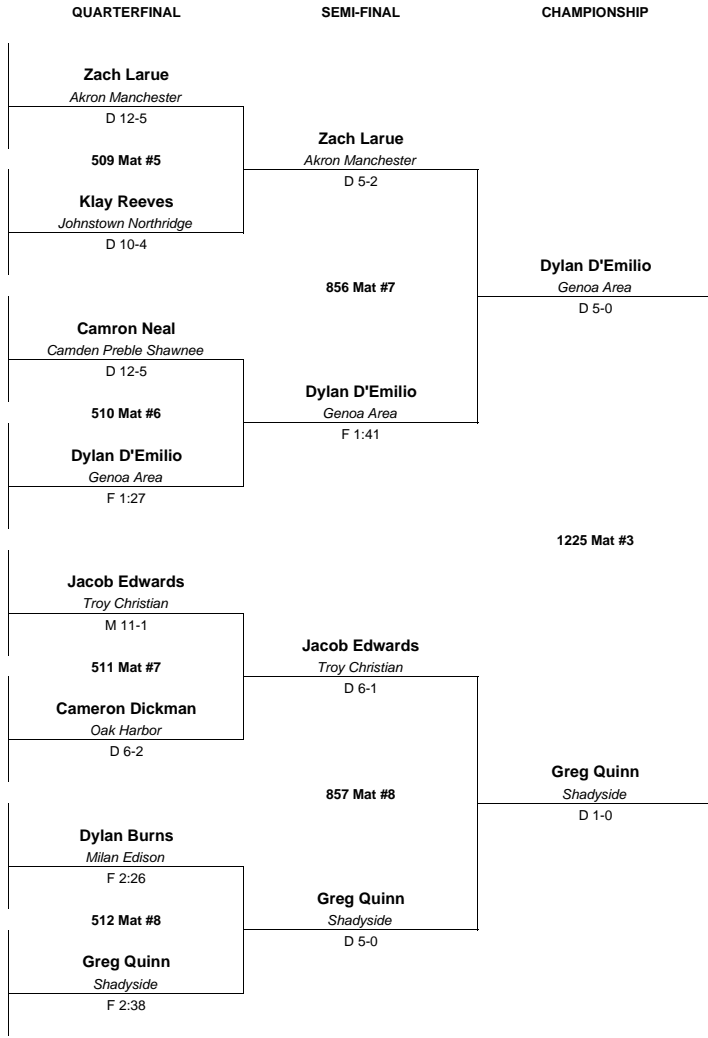 QUARTERFINAL SEMI-FINAL CHAMPIONSHIP
Zach Larue
Akron Manchester
D 12-5
509 Mat #5
Klay Reeves
Johnstown Northridge
D 10-4
Camron Neal
Camden Preble Shawnee
D 12-5
510 Mat #6
Dylan D'Emilio
Genoa Area
F 1:27
Jacob Edwards
Troy Christian
M 11-1
511 Mat #7
Cameron Dickman
Oak Harbor
D 6-2
Dylan Burns
Milan Edison
F 2:26
512 Mat #8
Greg Quinn
Shadyside
F 2:38
Zach Larue
Akron Manchester
D 5-2
856 Mat #7
Dylan D'Emilio
Genoa Area
F 1:41
Jacob Edwards
Troy Christian
D 6-1
857 Mat #8
Greg Quinn
Shadyside
D 5-0
Dylan D'Emilio
Genoa Area
D 5-0
1225 Mat #3
Greg Quinn
Shadyside
D 1-0